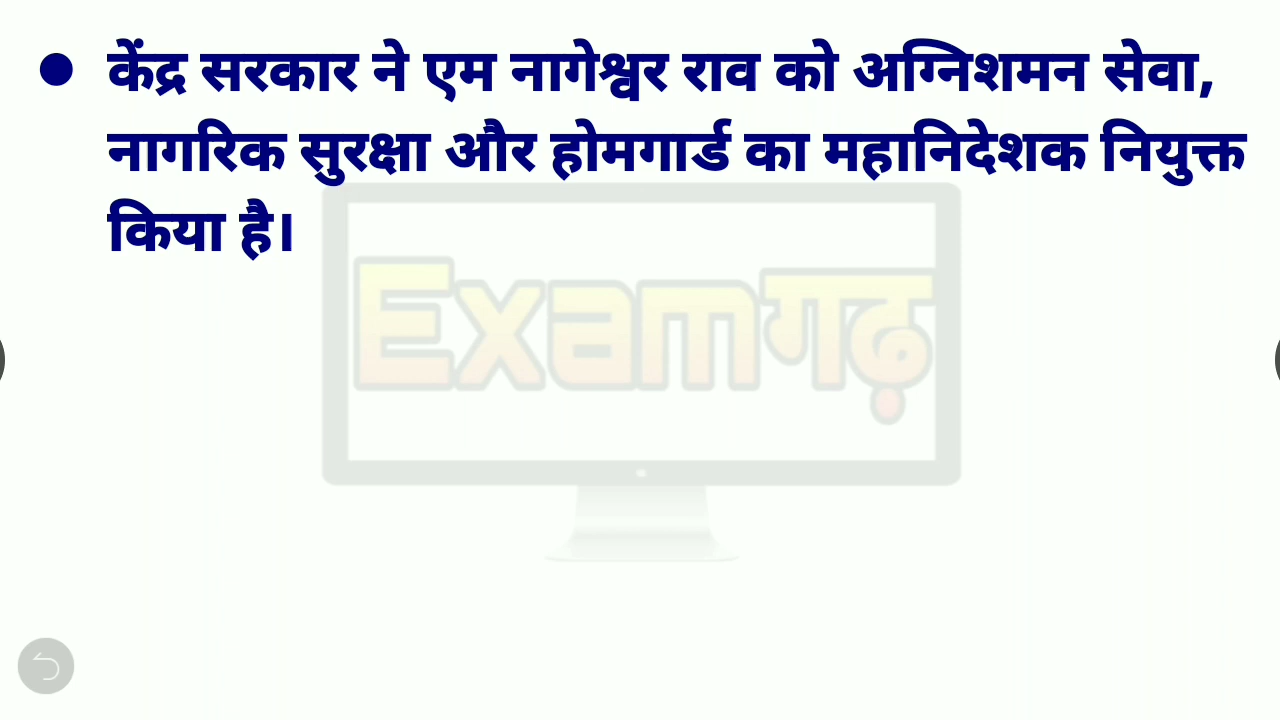 ● केंद्र सरकार ने एम नागेश्वर राव को अग्निशमन सेवा,
नागरिक सुरक्षा और होमगार्ड का महानिदेशक नियुक्त
किया है।
Examगढ़